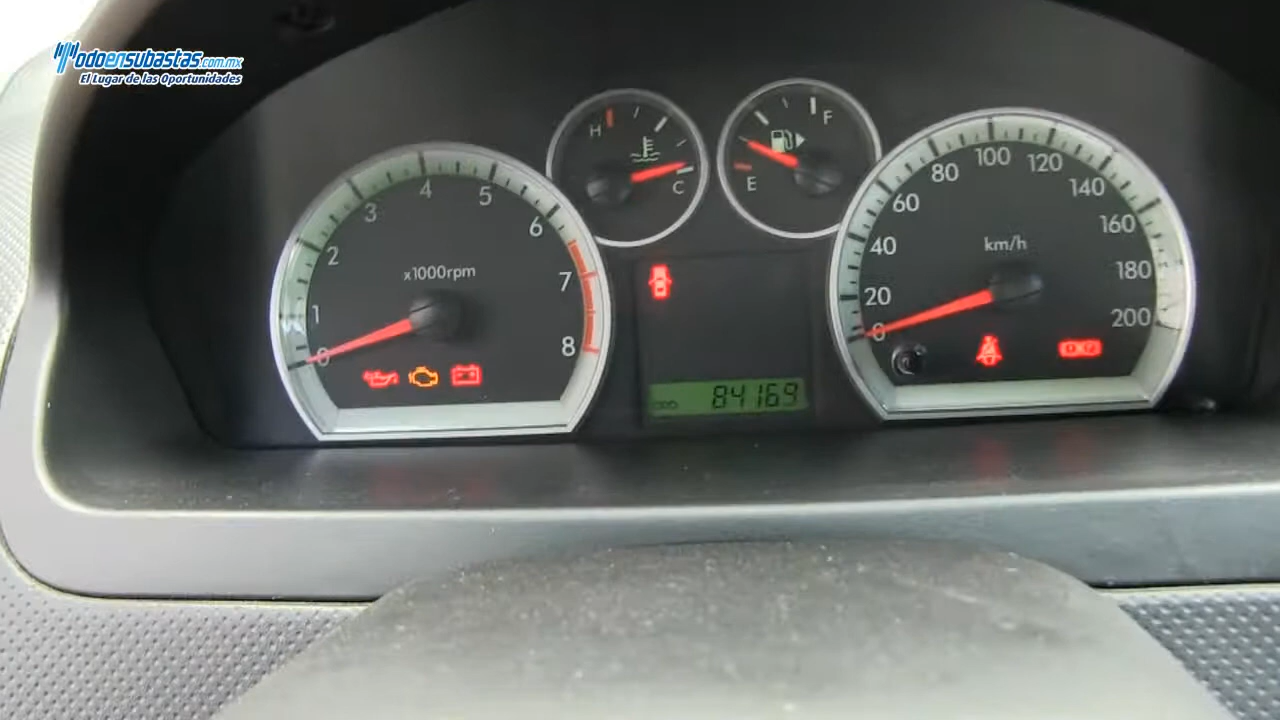 Todoensubastas.com.mx
El Lugar de las Oportunidades
H
C
F
E
0
1
2
3
4
5
6
7
8
x1000rpm
0
20
40
60
80
100
120
140
160
180
200
km/h
84169